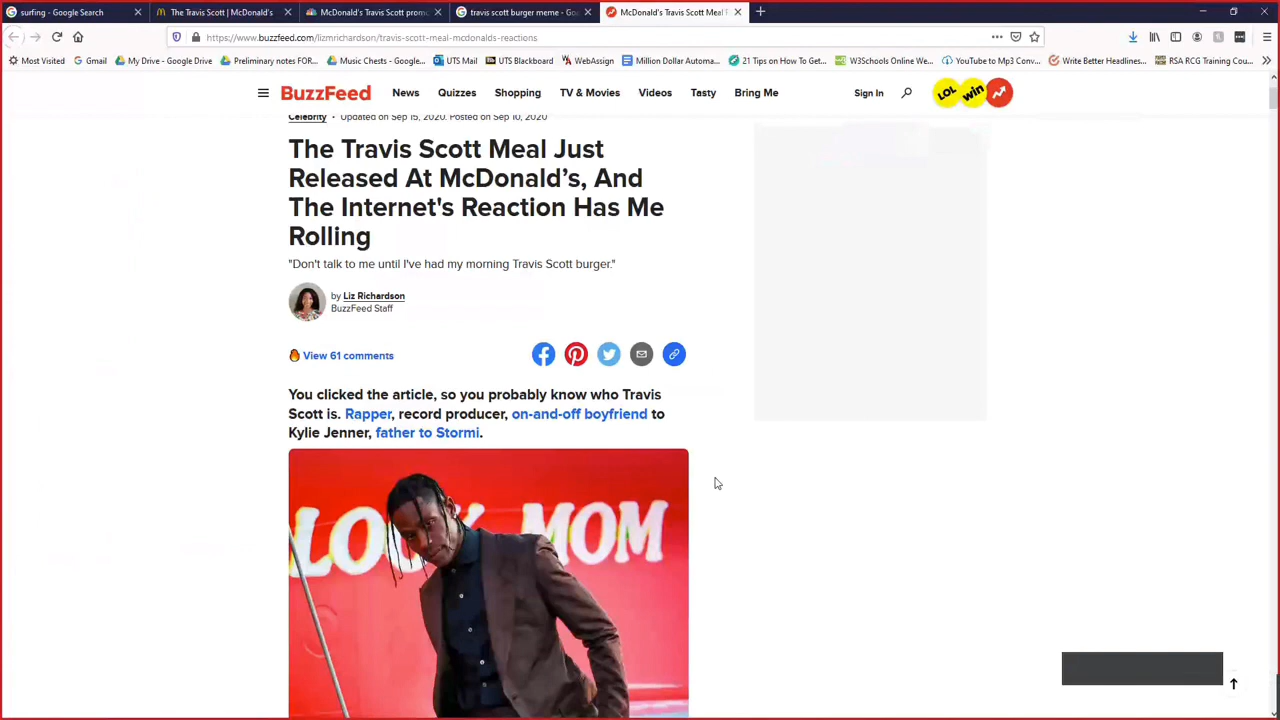 surfing - Google Search
The Travis Scott | McDonald's
McDonald's Travis Scott promo
travis scott burger meme - Goo
McDonald's Travis Scott Meal F
https://www.buzzfeed.com/lizmrichardson/travis-scott-meal-mcdonalds-reactions
Most Visited
Gmail
My Drive - Google Drive
Preliminary notes FOR...
Music Chests - Google...
UTS Mail
UTS Blackboard
WebAssign
Million Dollar Automa...
21 Tips on How To Get...
W3Schools Online We...
YouTube to Mp3 Conv...
Write Better Headlines...
RSA RCG Training Cou...
BuzzFeed
News
Quizzes
Shopping
TV & Movies
Videos
Tasty
Bring Me
Sign In
LOL
win
Celebrity • Updated on Sep 15, 2020. Posted on Sep 10, 2020
The Travis Scott Meal Just
Released At McDonald's, And
The Internet's Reaction Has Me
Rolling
"Don't talk to me until I've had my morning Travis Scott burger."
by Liz Richardson
BuzzFeed Staff
View 61 comments
You clicked the article, so you probably know who Travis
Scott is. Rapper, record producer, on-and-off boyfriend to
Kylie Jenner, father to Stormi.
LOOK MOM